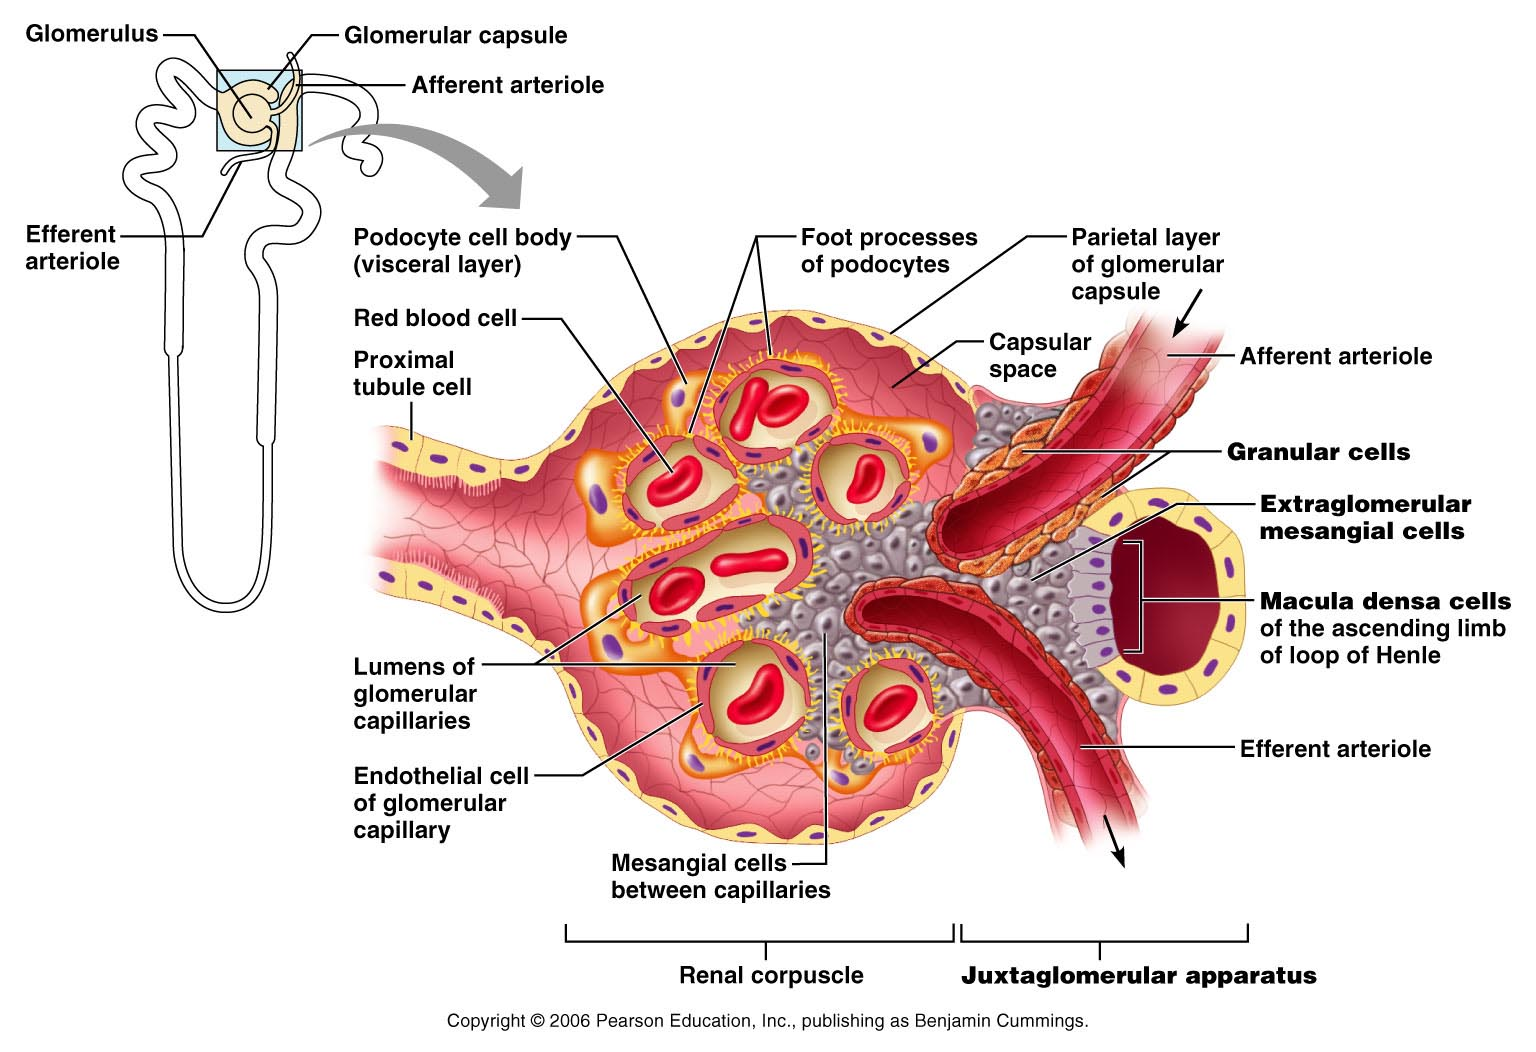 Glomerulus
Glomerular capsule
Afferent arteriole
Efferent
arteriole
Podocyte cell body
(visceral layer)
Foot processes
of podocytes
Parietal layer
of glomerular
capsule
Red blood cell
Proximal
tubule cell
Capsular
space
Afferent arteriole
Granular cells
Extraglomerular
mesangial cells
Macula densa cells
of the ascending limb
of loop of Henle
Lumens of
glomerular
capillaries
Efferent arteriole
Endothelial cell
of glomerular
capillary
Mesangial cells
between capillaries
Renal corpuscle
Juxtaglomerular apparatus
Copyright © 2006 Pearson Education, Inc., publishing as Benjamin Cummings.